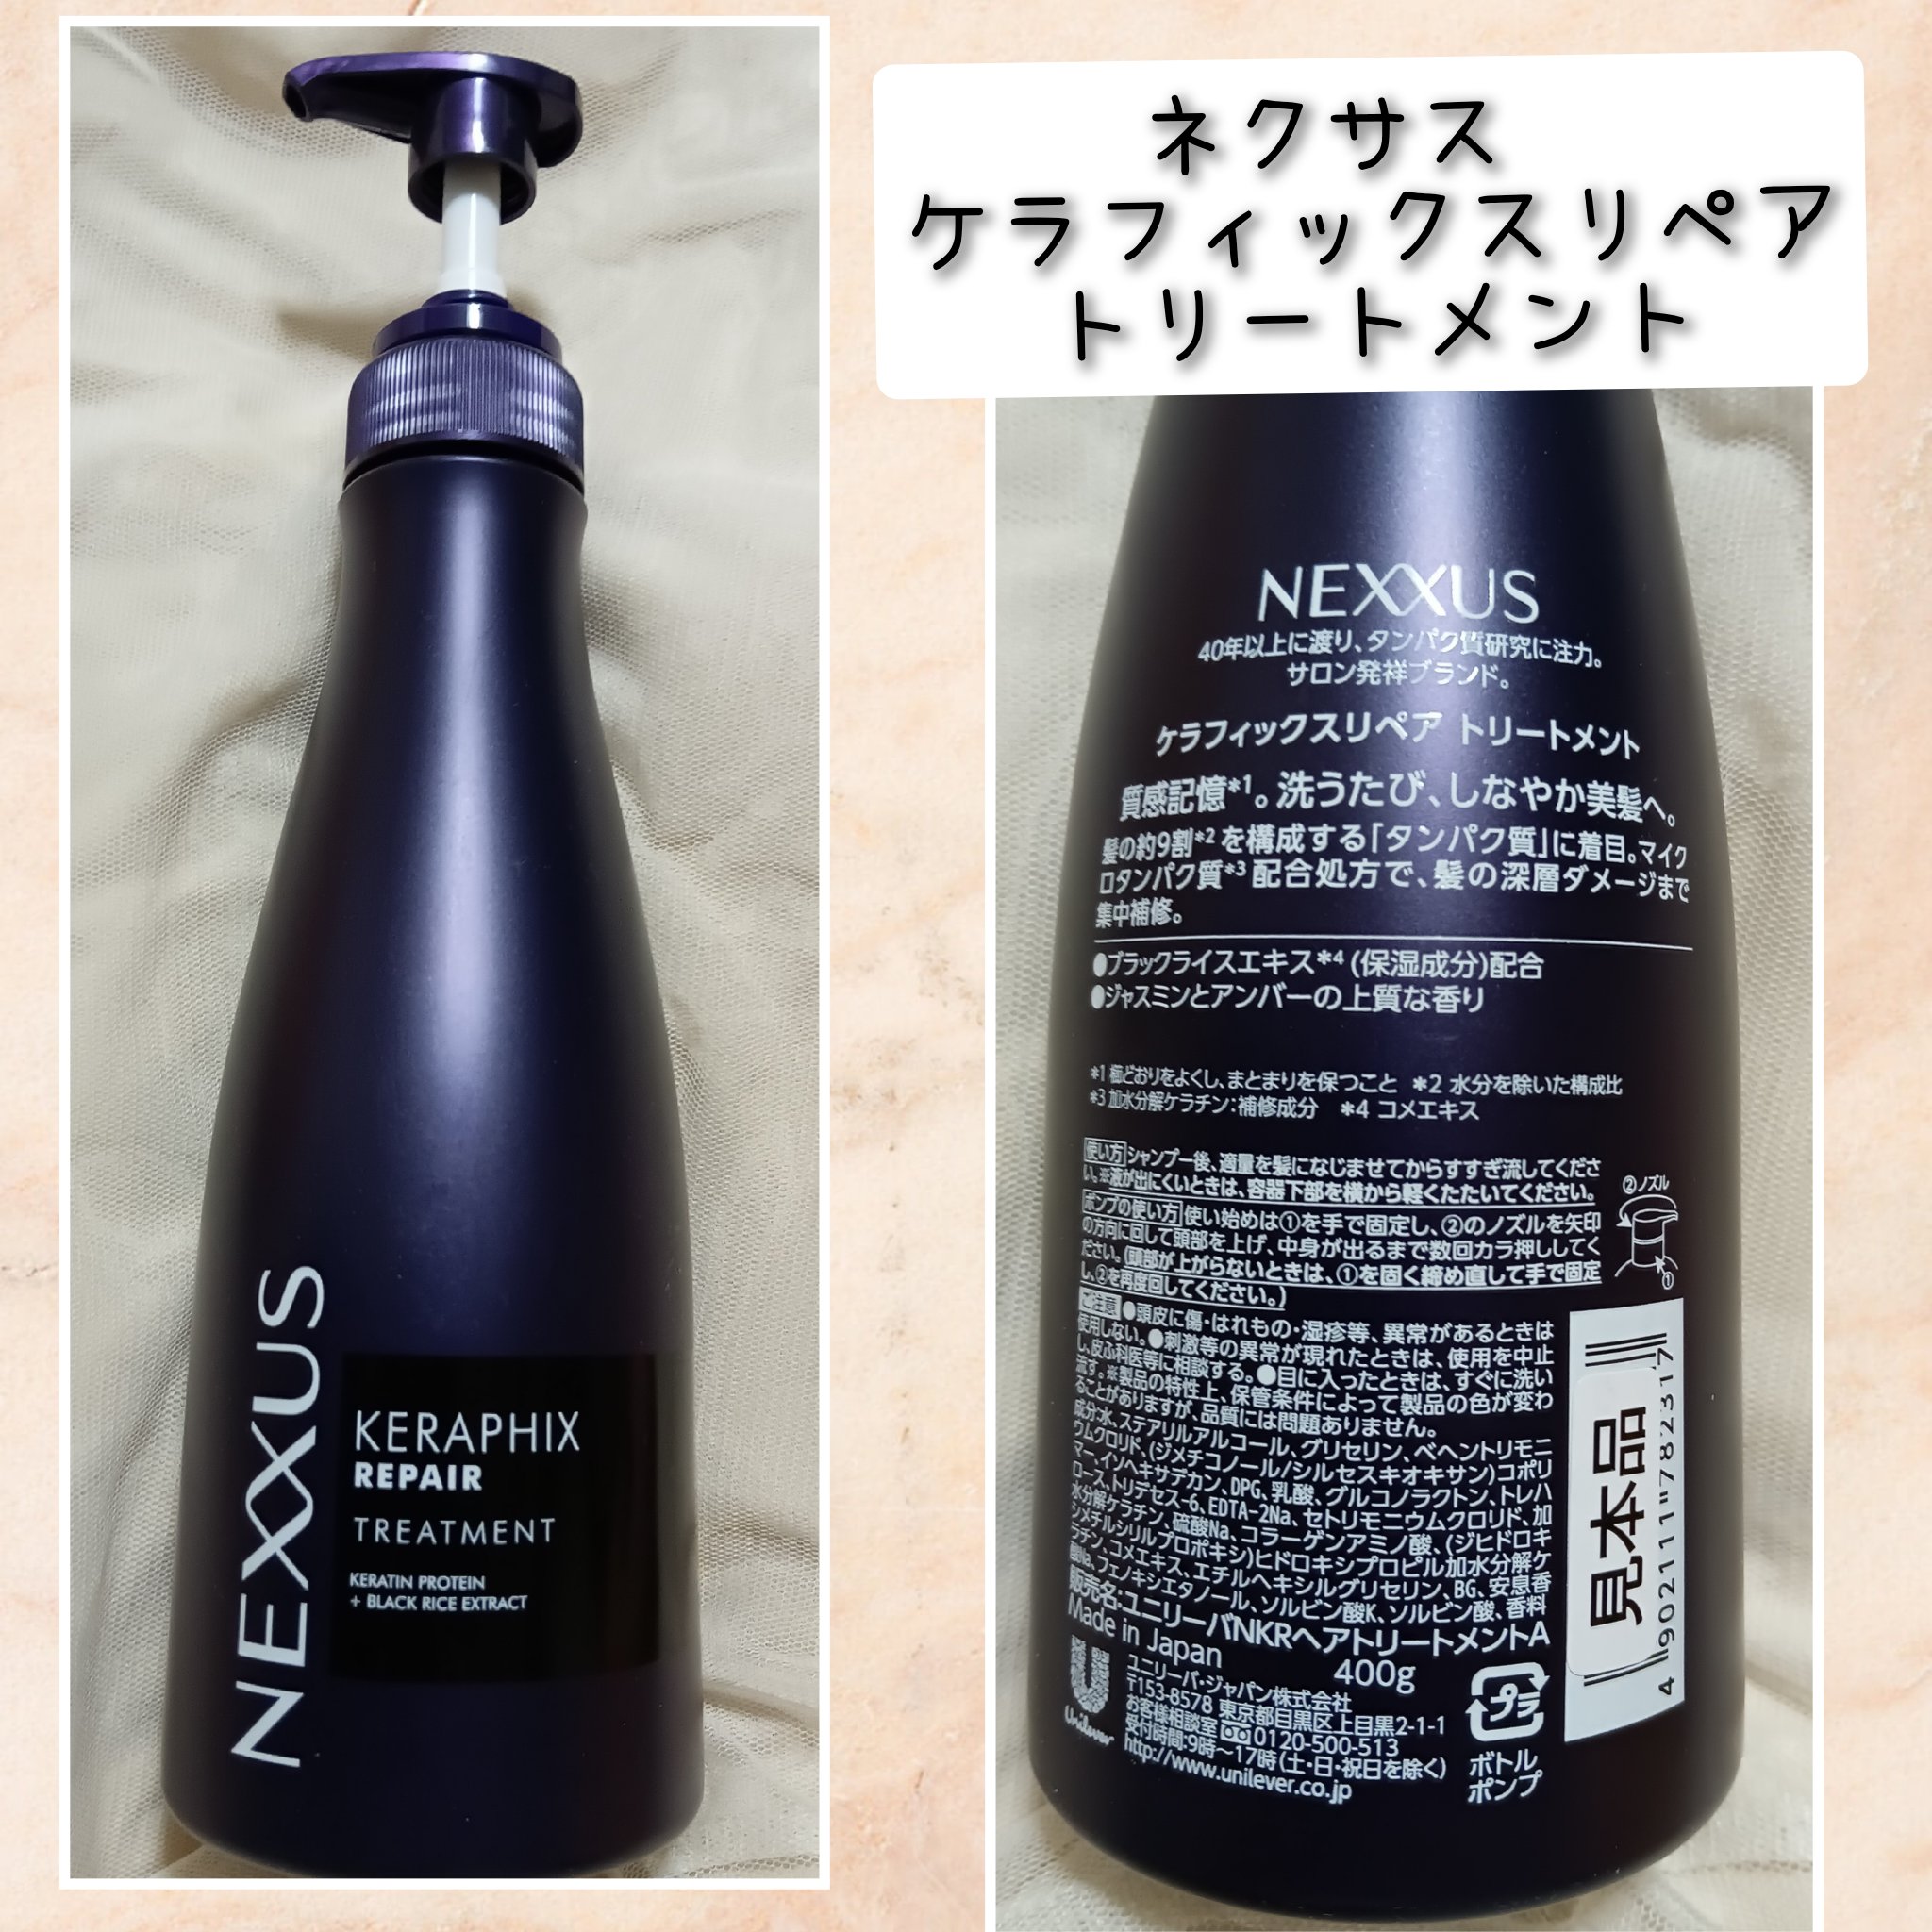 NEXXUS
KERAPHIX
REPAIR
TREATMENT
KERATIN PROTEIN
+ BLACK RICE EXTRACT
ネクサス
ケラフィックスリペア
トリートメント
NEXXUS
40年以上に渡り、タンパク質研究に注力。
サロン発祥ブランド。
ケラフィックスリペア トリートメント
質感記憶*1。洗うたび、しなやか美髪へ。
髪の約9割*2を構成する「タンパク質」に着目。マイク
ロタンパク質*3配合処方で、髪の深層ダメージまで
集中補修。
●ブラックライスエキス*4(保湿成分)配合
●ジャスミンとアンバーの上質な香り
*1 櫛どおりをよくし、まとまりを保つこと *2 水分を除いた構成比
*3 加水分解ケラチン:補修成分 *4 コメエキス
使い方 シャンプー後、適量を髪になじませてからすすぎ流してくださ
い。※液が出にくいときは、容器下部を横から軽くたたいてください。
ポンプの使い方 使い始めは①を手で固定し、②のノズルを矢印
の方向に回して頭部を上げ、中身が出るまで数回カラ押ししてく
ださい。(頭部が上がらないときは、①を固く締め直して手で固定
し、②を再度回してください。)
②ノズル
①
ご注意 ●頭皮に傷・はれもの・湿疹等、異常があるときは
使用しない。●刺激等の異常が現れたときは、使用を中止
し、皮ふ科医等に相談する。●目に入ったときは、すぐに洗い
流す。※製品の特性上、保管条件によって製品の色が変わ
ることがありますが、品質には問題ありません。
成分:水、ステアリルアルコール、グリセリン、ベヘントリモニ
ウムクロリド、(ジメチコノール/シルセスキオキサン)コポリ
マー、イソヘキサデカン、DPG、乳酸、グルコノラクトン、トレハ
ロース、トリデセス-6、EDTA-2Na、セトリモニウムクロリド、加
水分解ケラチン、硫酸Na、コラーゲンアミノ酸、(ジヒドロキ
シメチルシリルプロポキシ)ヒドロキシプロピル加水分解ケ
ラチン、コメエキス、エチルヘキシルグリセリン、BG、安息香
酸Na、フェノキシエタノール、ソルビン酸K、ソルビン酸、香料
販売名:ユニリーバNKRヘアトリートメントA
Made in Japan
400g
Unilever
ユニリーバ・ジャパン株式会社
〒153-8578 東京都目黒区上目黒2-1-1
お客様相談室 0120-500-513
受付時間:9時〜17時(土・日・祝日を除く)
http://www.unilever.co.jp
プラ
ボトル
ポンプ
見本品
4 902111 782317